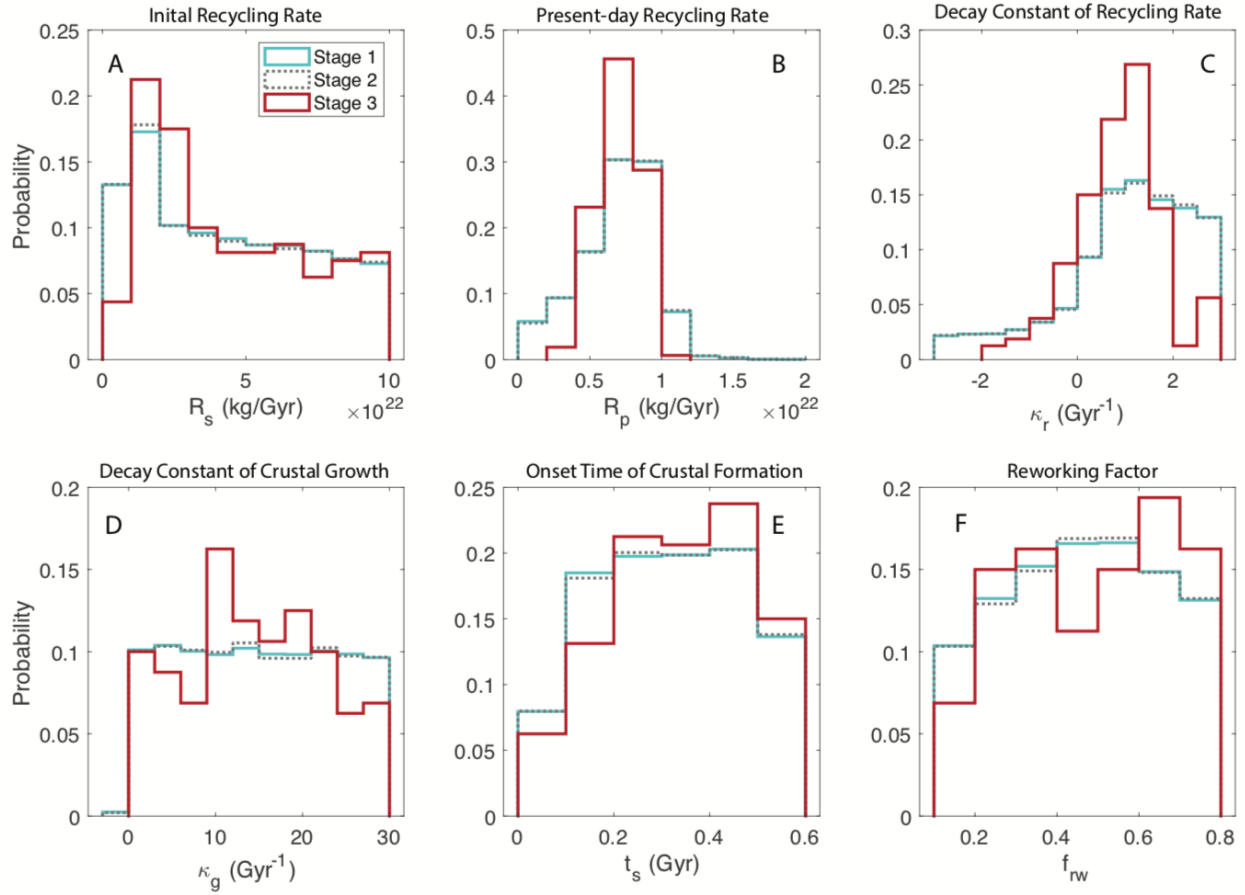 Inital Recycling Rate
0.25
0.2
0.15
0.1
0.05
0
Probability
A
Stage 1
Stage 2
Stage 3
0 5 10
R_s (kg/Gyr) ×10^22
Present-day Recycling Rate
0.5
0.4
0.3
0.2
0.1
0
B
0 0.5 1 1.5 2
R_p (kg/Gyr) ×10^22
Decay Constant of Recycling Rate
0.3
0.25
0.2
0.15
0.1
0.05
0
C
-2 0 2
κ_r (Gyr^-1)
Decay Constant of Crustal Growth
0.2
0.15
0.1
0.05
0
Probability
D
0 10 20 30
κ_g (Gyr^-1)
Onset Time of Crustal Formation
0.25
0.2
0.15
0.1
0.05
0
E
0 0.2 0.4 0.6
t_s (Gyr)
Reworking Factor
0.2
0.15
0.1
0.05
0
F
0.2 0.4 0.6 0.8
f_rw